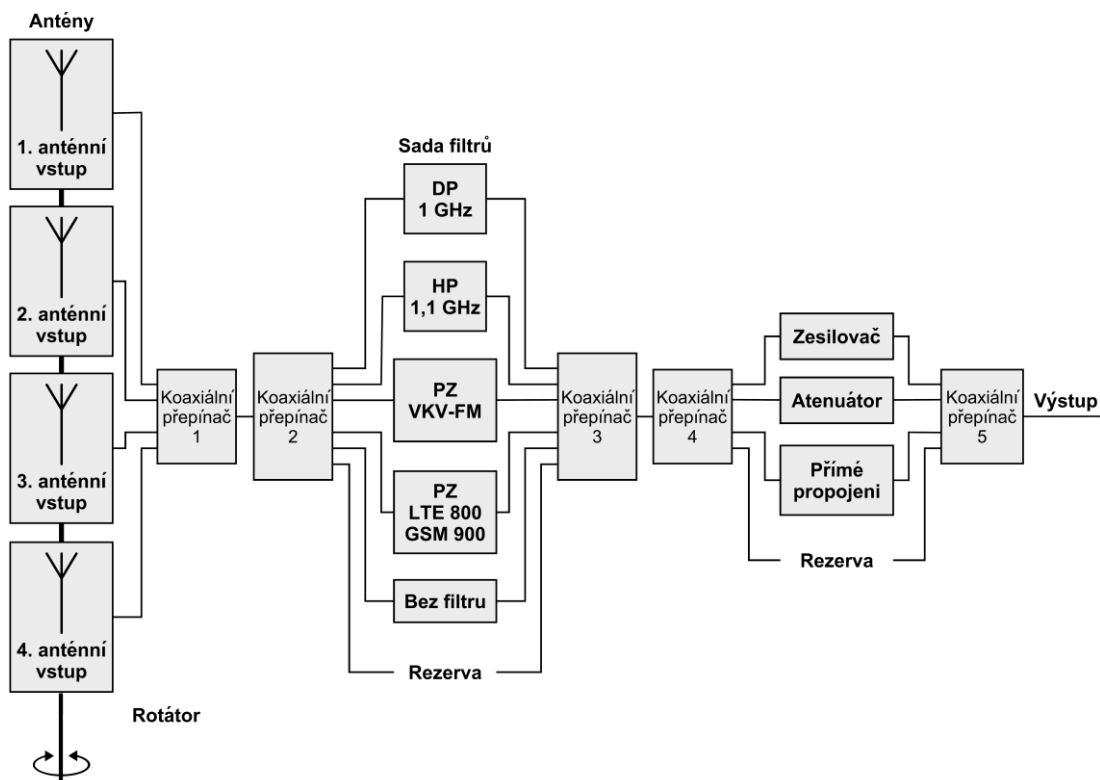 Antény
1. anténní
vstup
2. anténní
vstup
3. anténní
vstup
4. anténní
vstup
Rotátor
Koaxiální
přepínač
1
Koaxiální
přepínač
2
Sada filtrů
DP
1 GHz
HP
1,1 GHz
PZ
VKV-FM
PZ
LTE 800
GSM 900
Bez filtru
Rezerva
Koaxiální
přepínač
3
Koaxiální
přepínač
4
Zesilovač
Atenuátor
Přímé
propojeni
Rezerva
Koaxiální
přepínač
5
Výstup